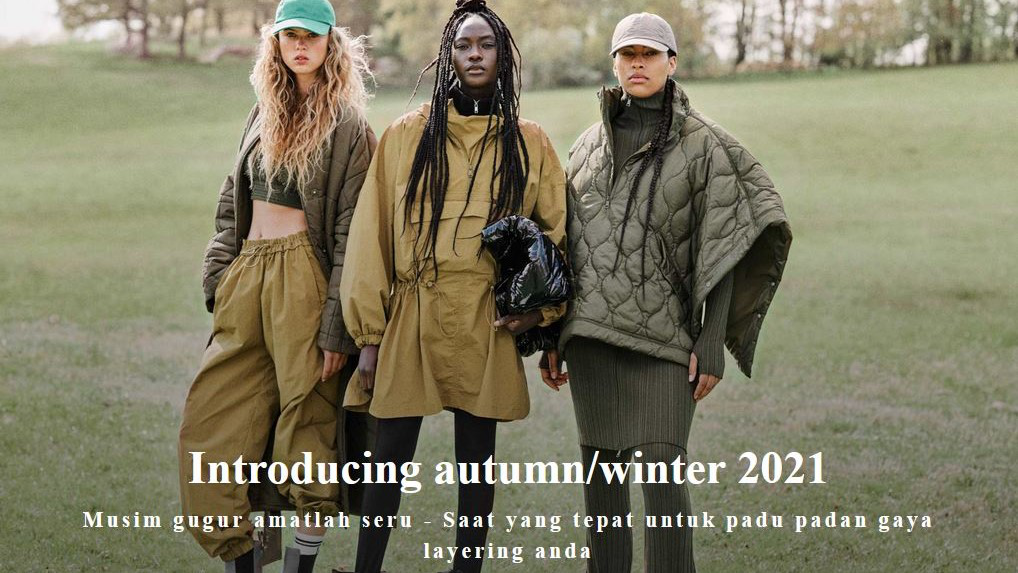 Introducing autumn/winter 2021
Musim gugur amatlah seru - Saat yang tepat untuk padu padan gaya
layering anda